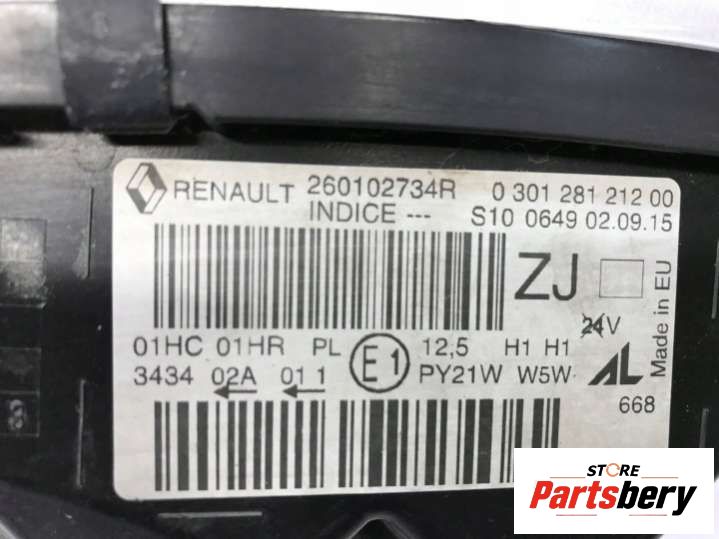 RENAULT 260102734R 0 301 281 212 00
INDICE --- S10 0649 02.09.15
ZJ
Made in EU
24V
01HC 01HR PL E1 12,5 H1 H1
3434 02A 01 1 PY21W W5W AL
668
STORE
Partsbery